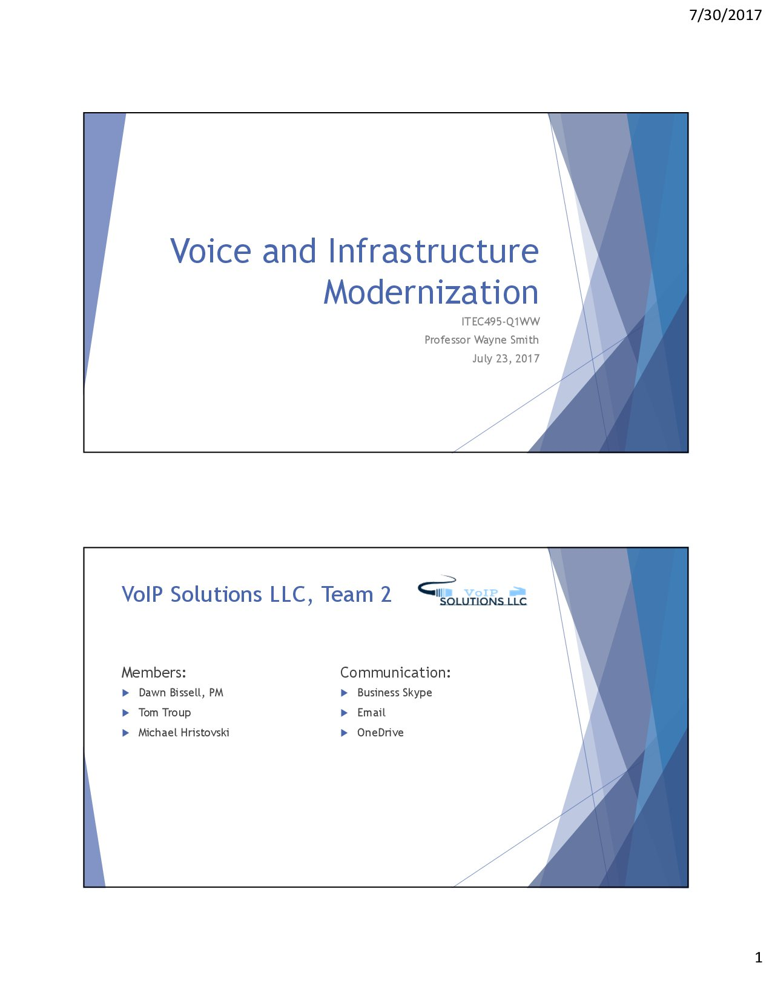 7/30/2017
Voice and Infrastructure
Modernization
ITEC495-Q1WW
Professor Wayne Smith
July 23, 2017
VoIP Solutions LLC, Team 2
VoIP
SOLUTIONS LLC
Members:
Dawn Bissell, PM
Tom Troup
Michael Hristovski
Communication:
Business Skype
Email
OneDrive
1